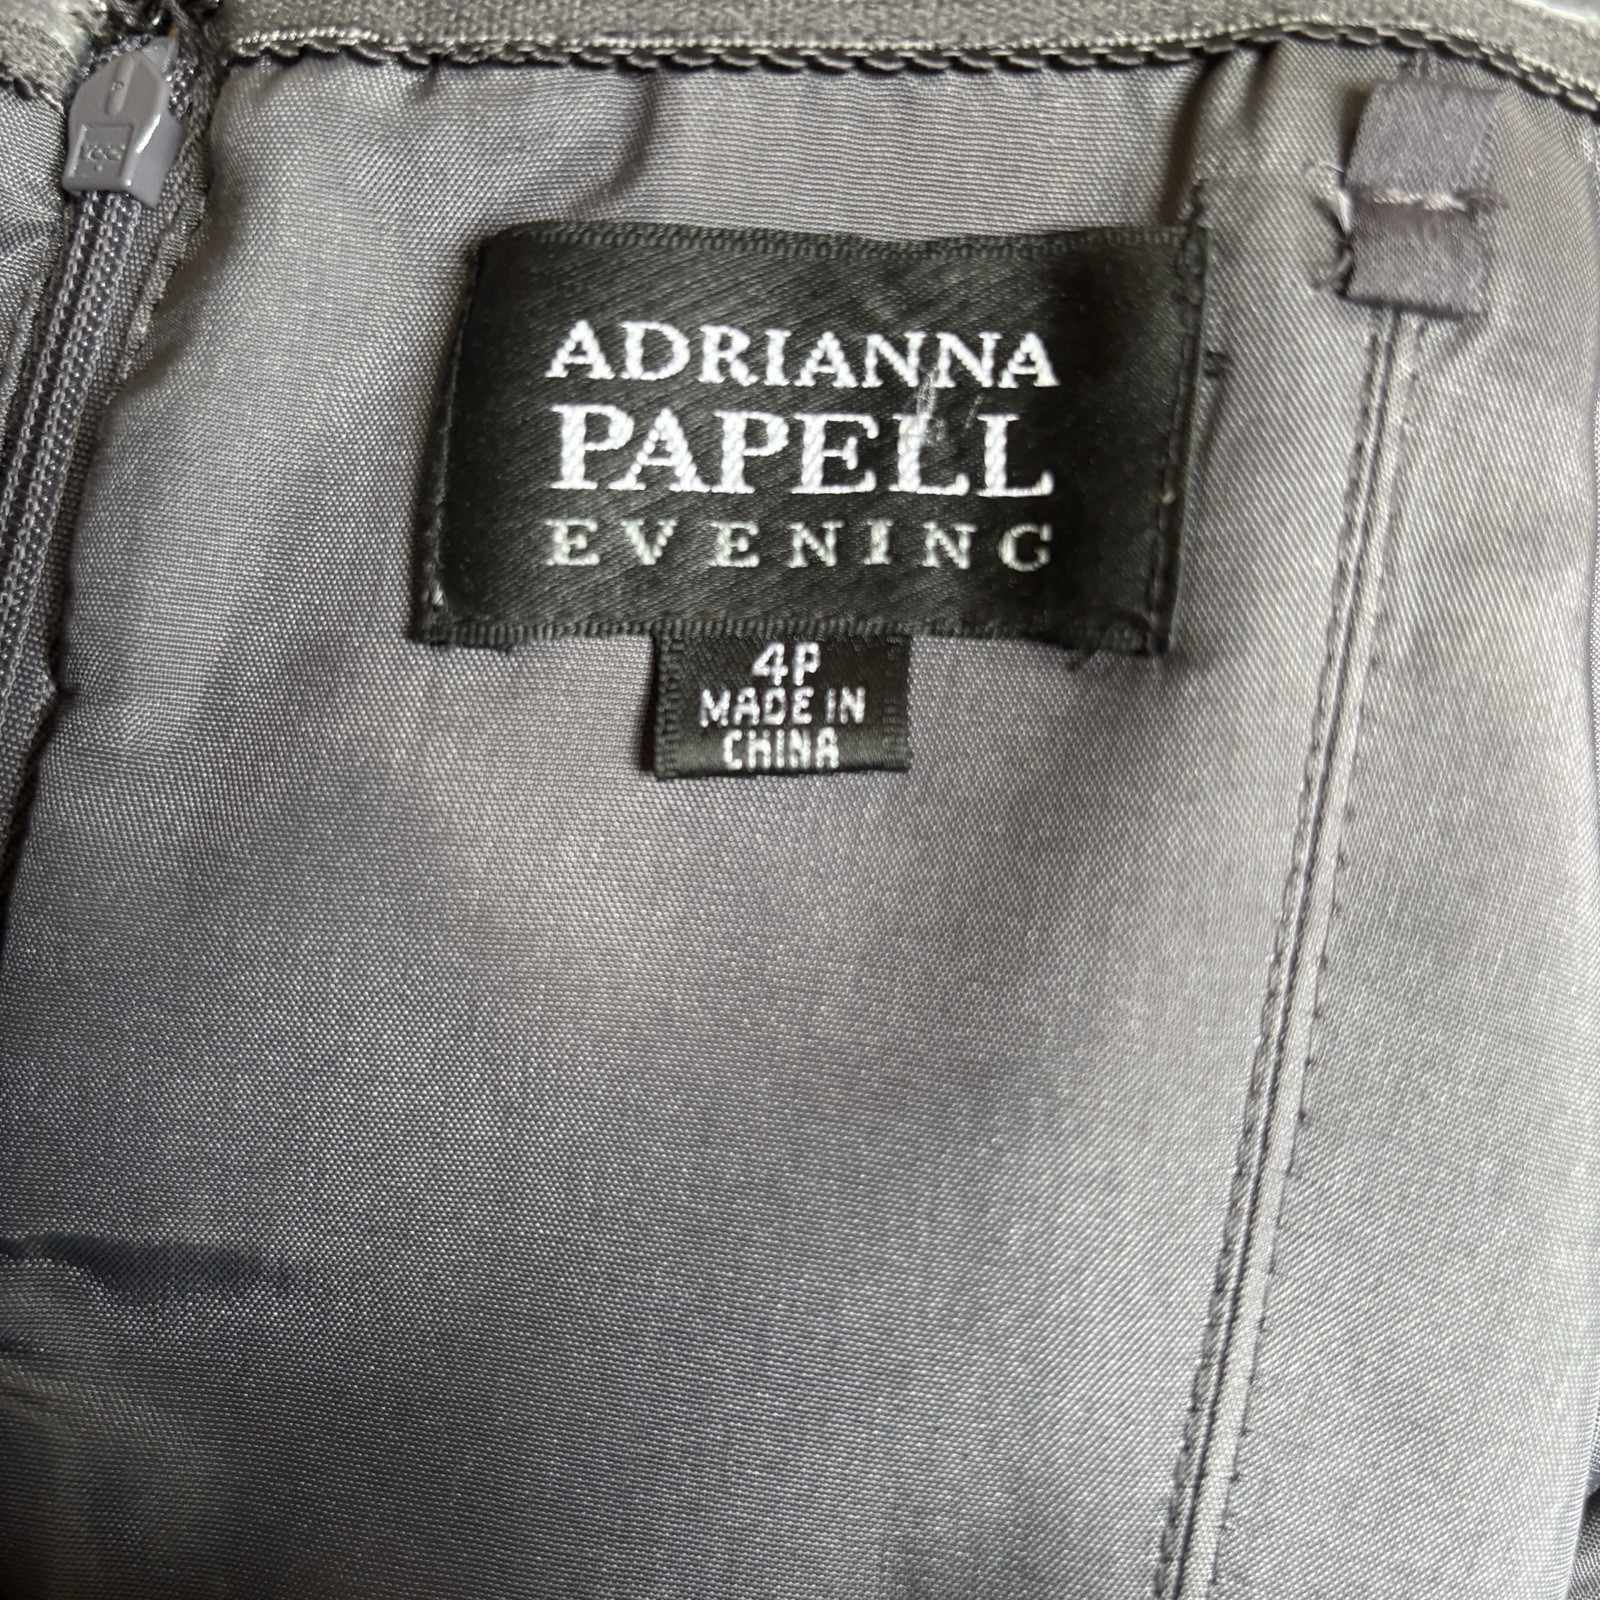 ADRIANNA
PAPELL
EVENING
4P
MADE IN
CHINA